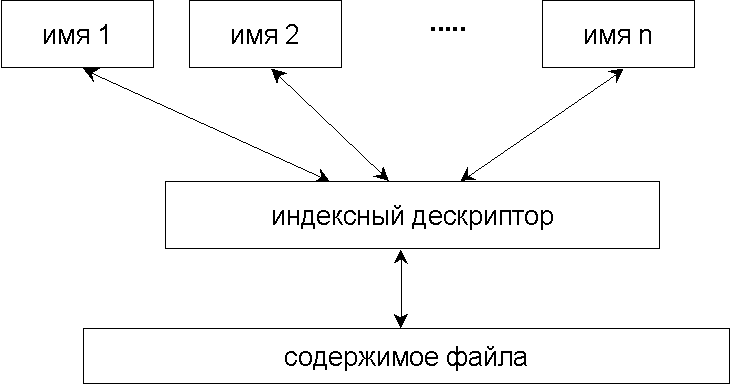 имя 1 имя 2 ..... имя n
индексный дескриптор
содержимое файла